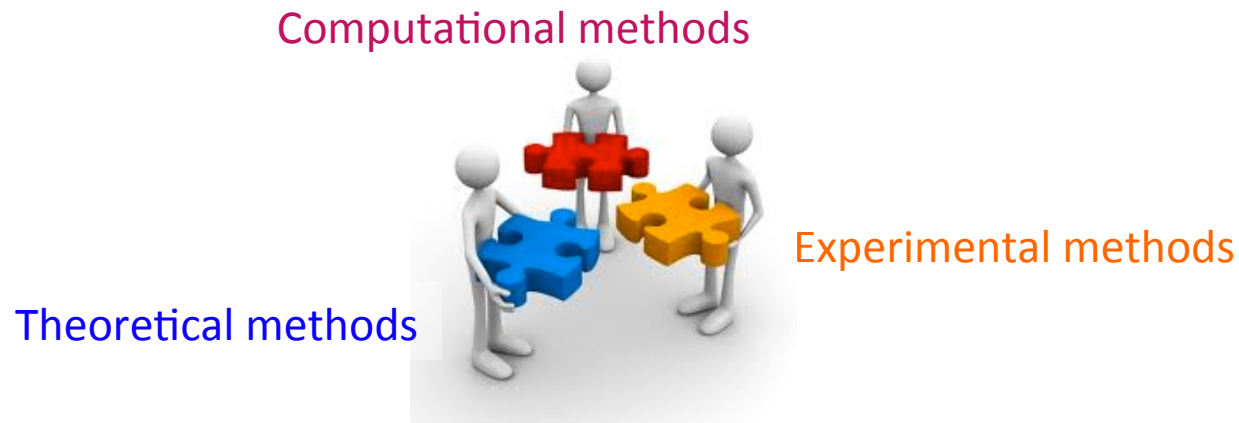 Computational methods
Experimental methods
Theoretical methods